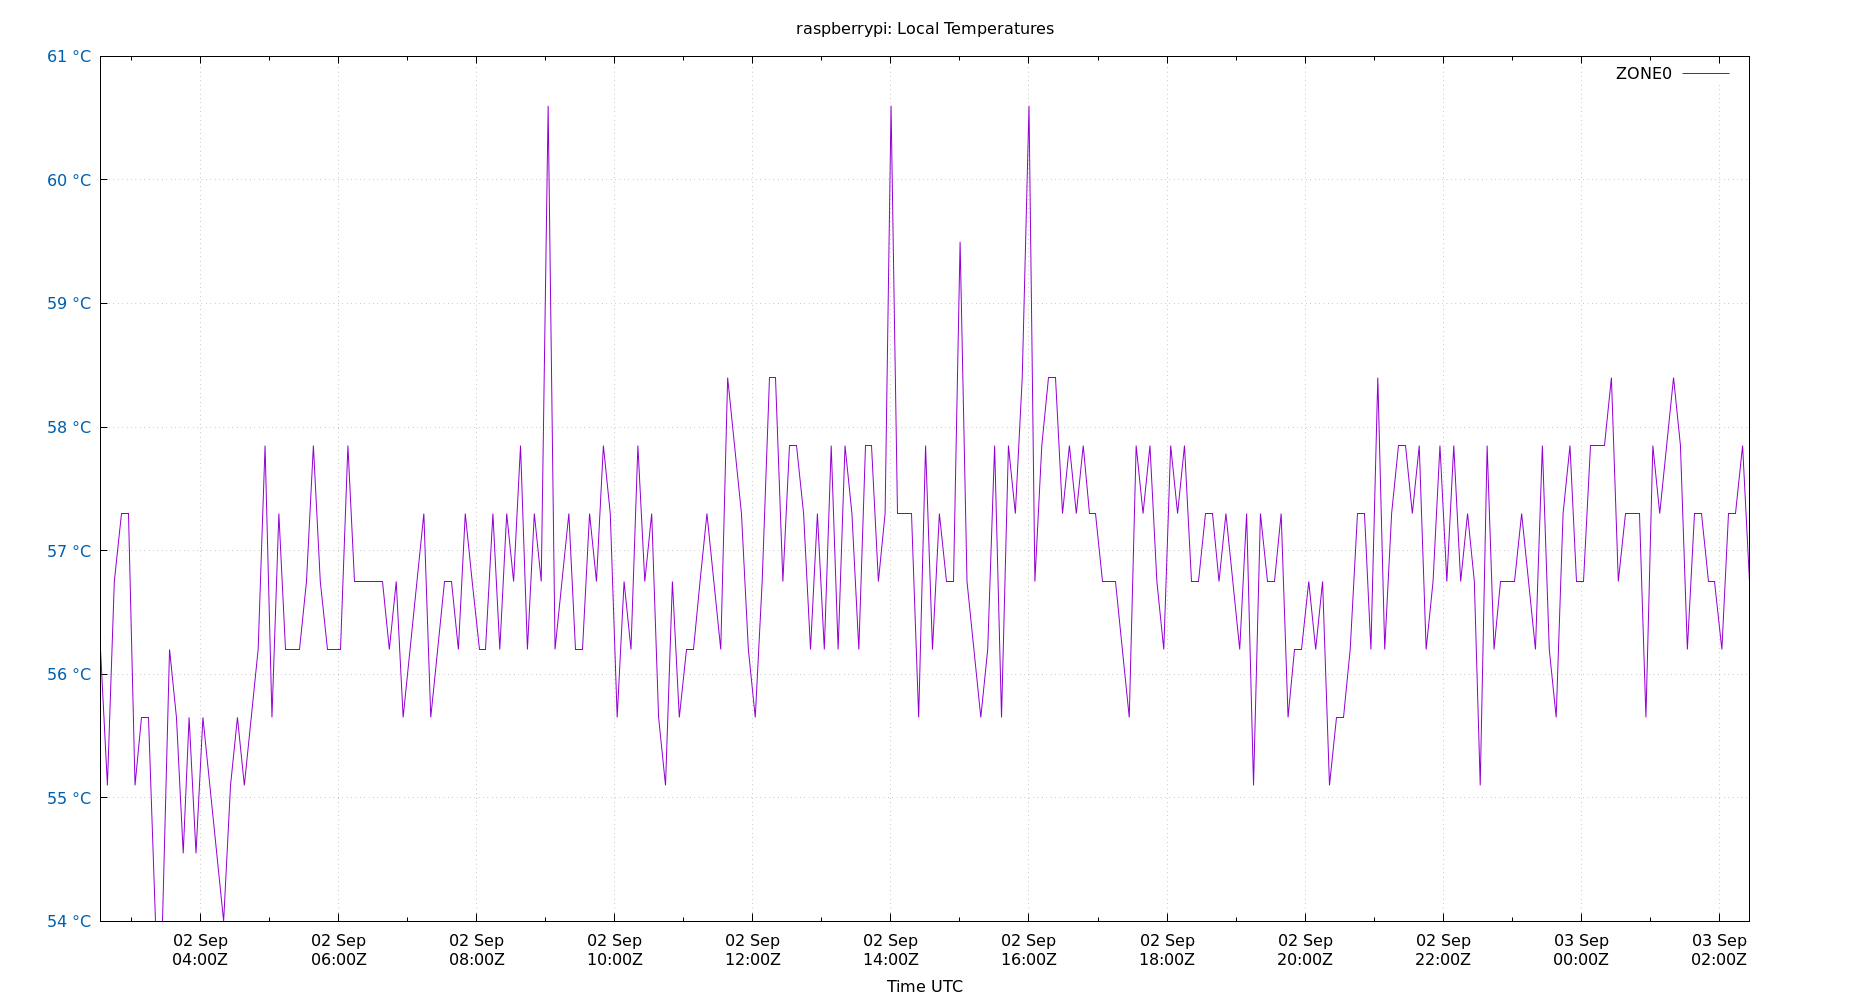 raspberrypi: Local Temperatures
61 °C
ZONE0
60 °C
59 °C
58 °C
57 °C
56 °C
55 °C
54 °C
02 Sep 02 Sep 02 Sep 02 Sep 02 Sep 02 Sep 02 Sep 02 Sep 02 Sep 02 Sep 03 Sep 03 Sep
04:00Z 06:00Z 08:00Z 10:00Z 12:00Z 14:00Z 16:00Z 18:00Z 20:00Z 22:00Z 00:00Z 02:00Z
Time UTC